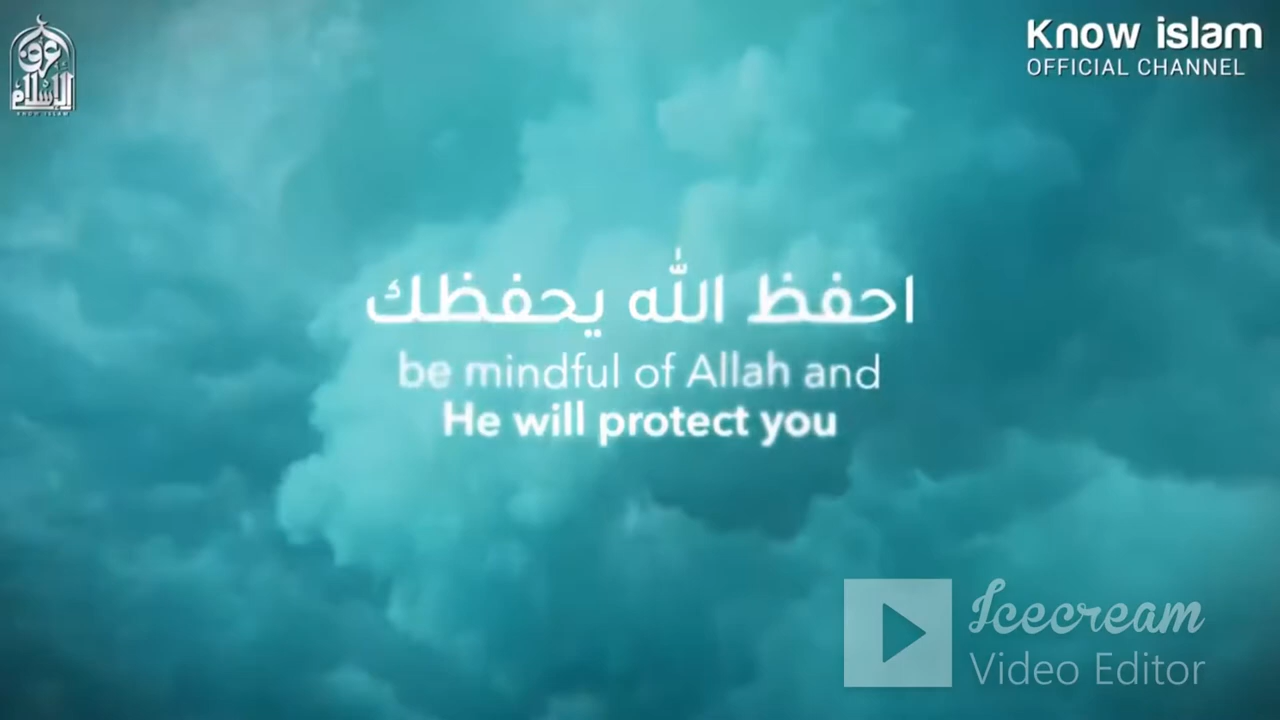 Know islam
OFFICIAL CHANNEL
احفظ الله يحفظك
be mindful of Allah and
He will protect you
Icecream
Video Editor